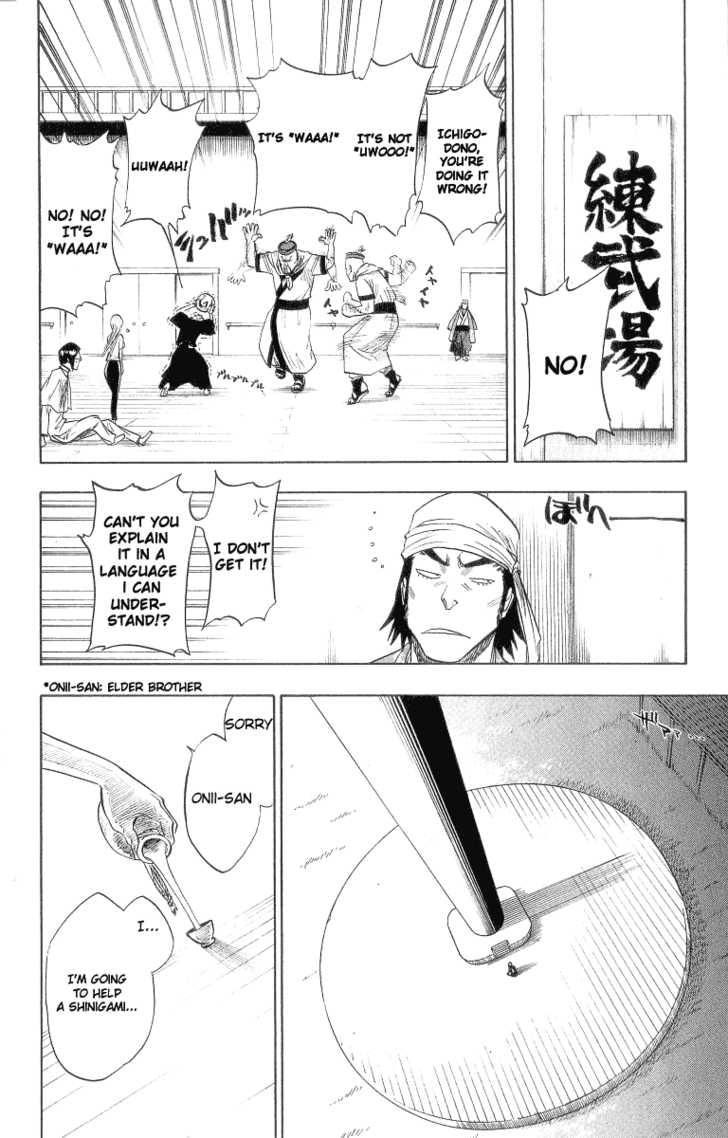 練武場
NO!
ICHIGO-
DONO,
YOU'RE
DOING IT
WRONG!
IT'S NOT
"UWOOO!"
IT'S "WAAA!"
UUWAAH!
NO! NO!
IT'S
"WAAA!"
ぼへ
I DON'T
GET IT!
CAN'T YOU
EXPLAIN
IT IN A
LANGUAGE
I CAN
UNDER-
STAND!?
*ONII-SAN: ELDER BROTHER
SORRY
ONII-SAN
I...
I'M GOING
TO HELP
A SHINIGAMI...